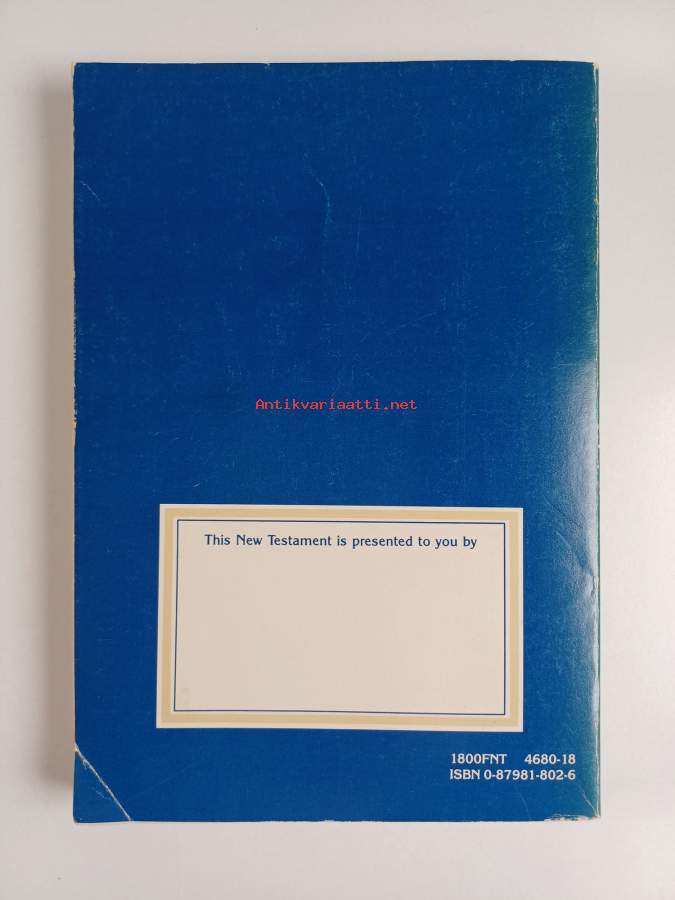 Antikvariaatti.net
This New Testament is presented to you by
1800FNT 4680-18
ISBN 0-87981-802-6